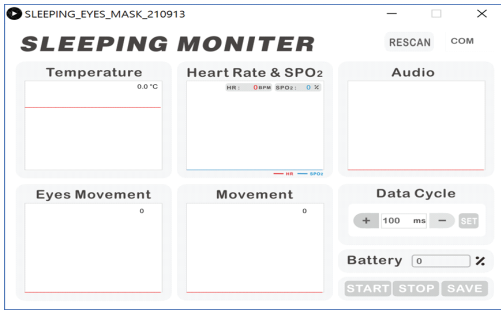 SLEEPING_EYES_MASK_210913
SLEEPING MONITER
RESCAN COM
Temperature
0.0 °C
Heart Rate & SPO2
HR : 0 BPM SPO2 : 0 %
HR SPO2
Audio
Eyes Movement
0
Movement
0
Data Cycle
+ 100 ms − SET
Battery 0 %
START STOP SAVE